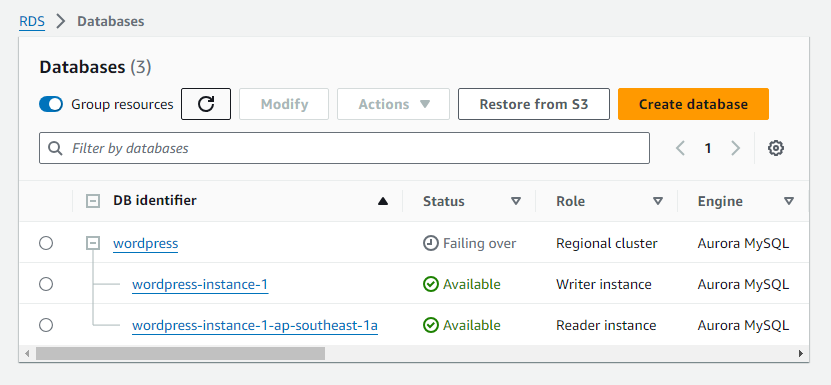 RDS > Databases
Databases (3)
Group resources Modify Actions Restore from S3 Create database
Filter by databases 1
DB identifier Status Role Engine
wordpress Failing over Regional cluster Aurora MySQL
wordpress-instance-1 Available Writer instance Aurora MySQL
wordpress-instance-1-ap-southeast-1a Available Reader instance Aurora MySQL